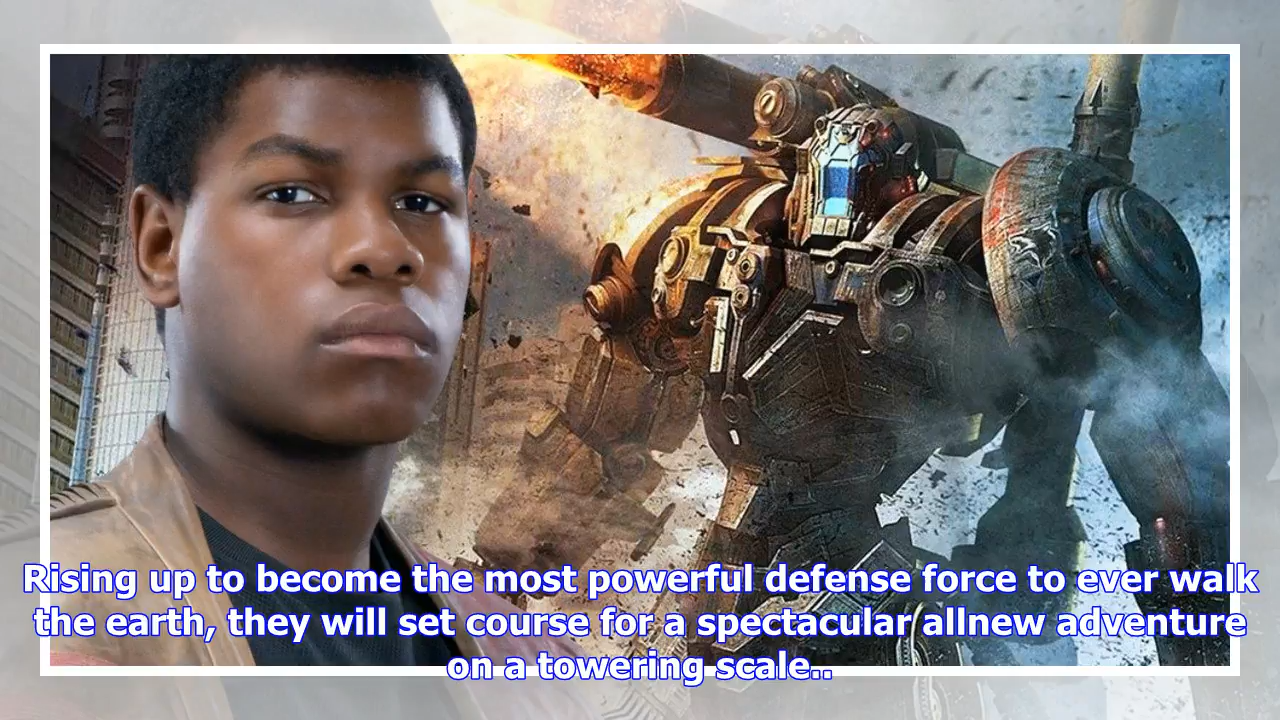 Rising up to become the most powerful defense force to ever walk
the earth, they will set course for a spectacular allnew adventure
on a towering scale..